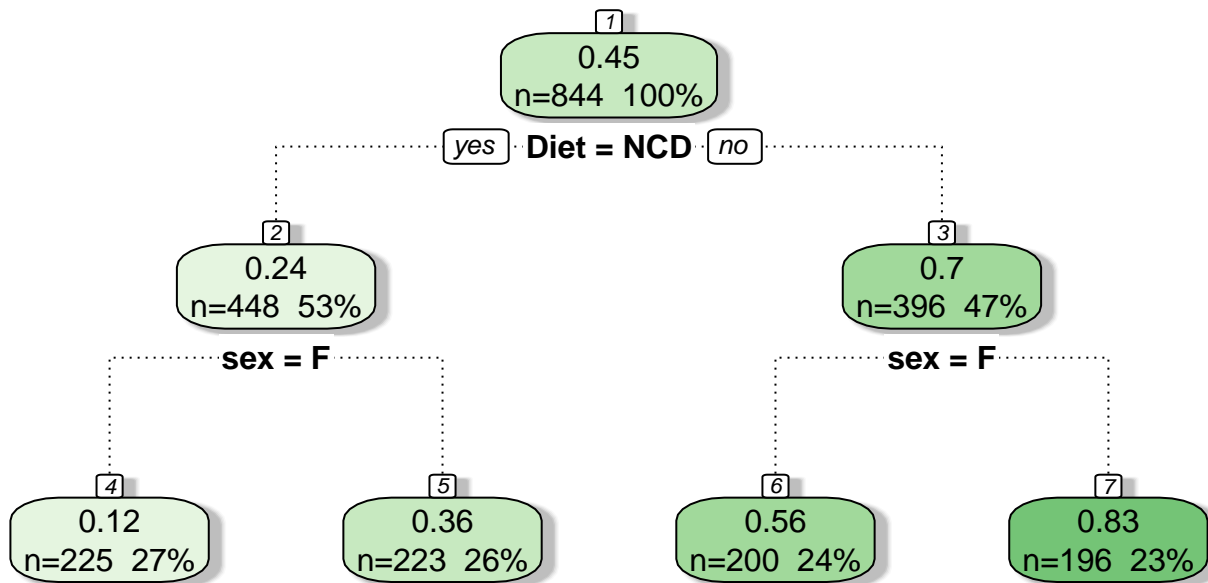 1
0.45
n=844 100%
yes Diet = NCD no
2 3
0.24 0.7
n=448 53% n=396 47%
sex = F sex = F
4 5 6 7
0.12 0.36 0.56 0.83
n=225 27% n=223 26% n=200 24% n=196 23%